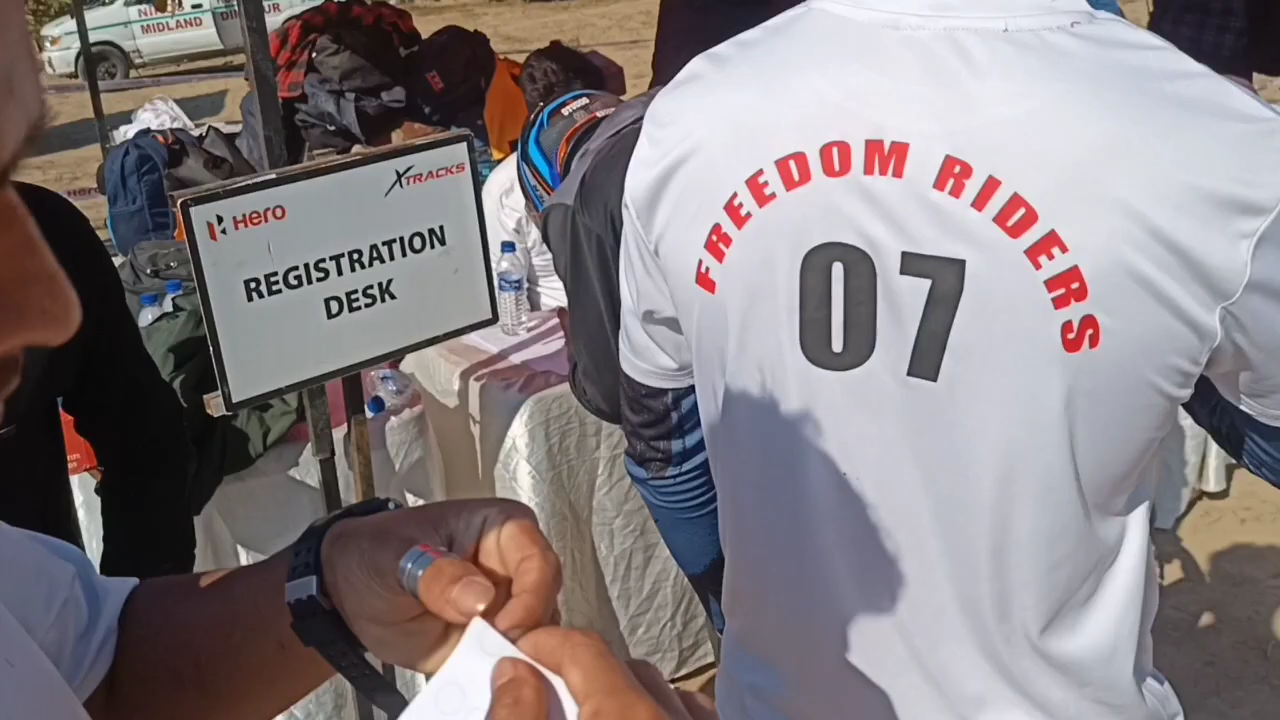 MIDLAND
Hero
XTRACKS
REGISTRATION
DESK
FREEDOM RIDERS
07